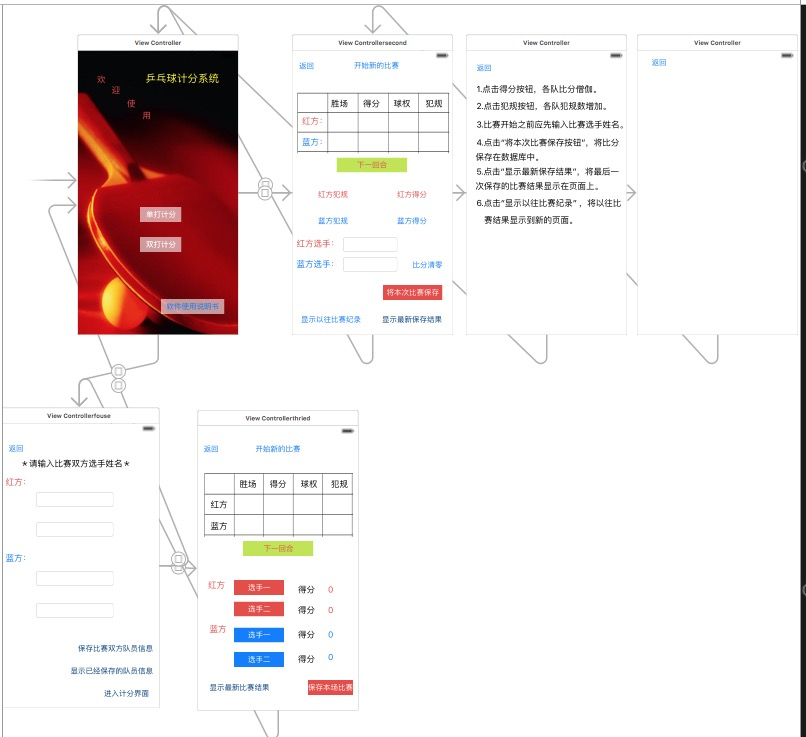 View Controller
欢
迎
使
用
乒乓球计分系统
单打计分
双打计分
软件使用说明书
View Controllersecond
返回
开始新的比赛
胜场 得分 球权 犯规
红方:
蓝方:
下一回合
红方犯规 红方得分
蓝方犯规 蓝方得分
红方选手:
蓝方选手: 比分清零
将本次比赛保存
显示以往比赛纪录 显示最新保存结果
View Controller
返回
1.点击得分按钮，各队比分僧伽。
2.点击犯规按钮，各队犯规数增加。
3.比赛开始之前应先输入比赛选手姓名。
4.点击“将本次比赛保存按钮”，将比分
保存在数据库中。
5.点击“显示最新保存结果”，将最后一
次保存的比赛结果显示在页面上。
6.点击“显示以往比赛纪录”，将以往比
赛结果显示到新的页面。
View Controller
返回
View Controllerfouse
返回
*请输入比赛双方选手姓名*
红方:
蓝方:
保存比赛双方队员信息
显示已经保存的队员信息
进入计分界面
View Controllerthried
返回 开始新的比赛
胜场 得分 球权 犯规
红方
蓝方
下一回合
红方 选手一 得分 0
选手二 得分 0
蓝方 选手一 得分 0
选手二 得分 0
显示最新比赛结果 保存本场比赛